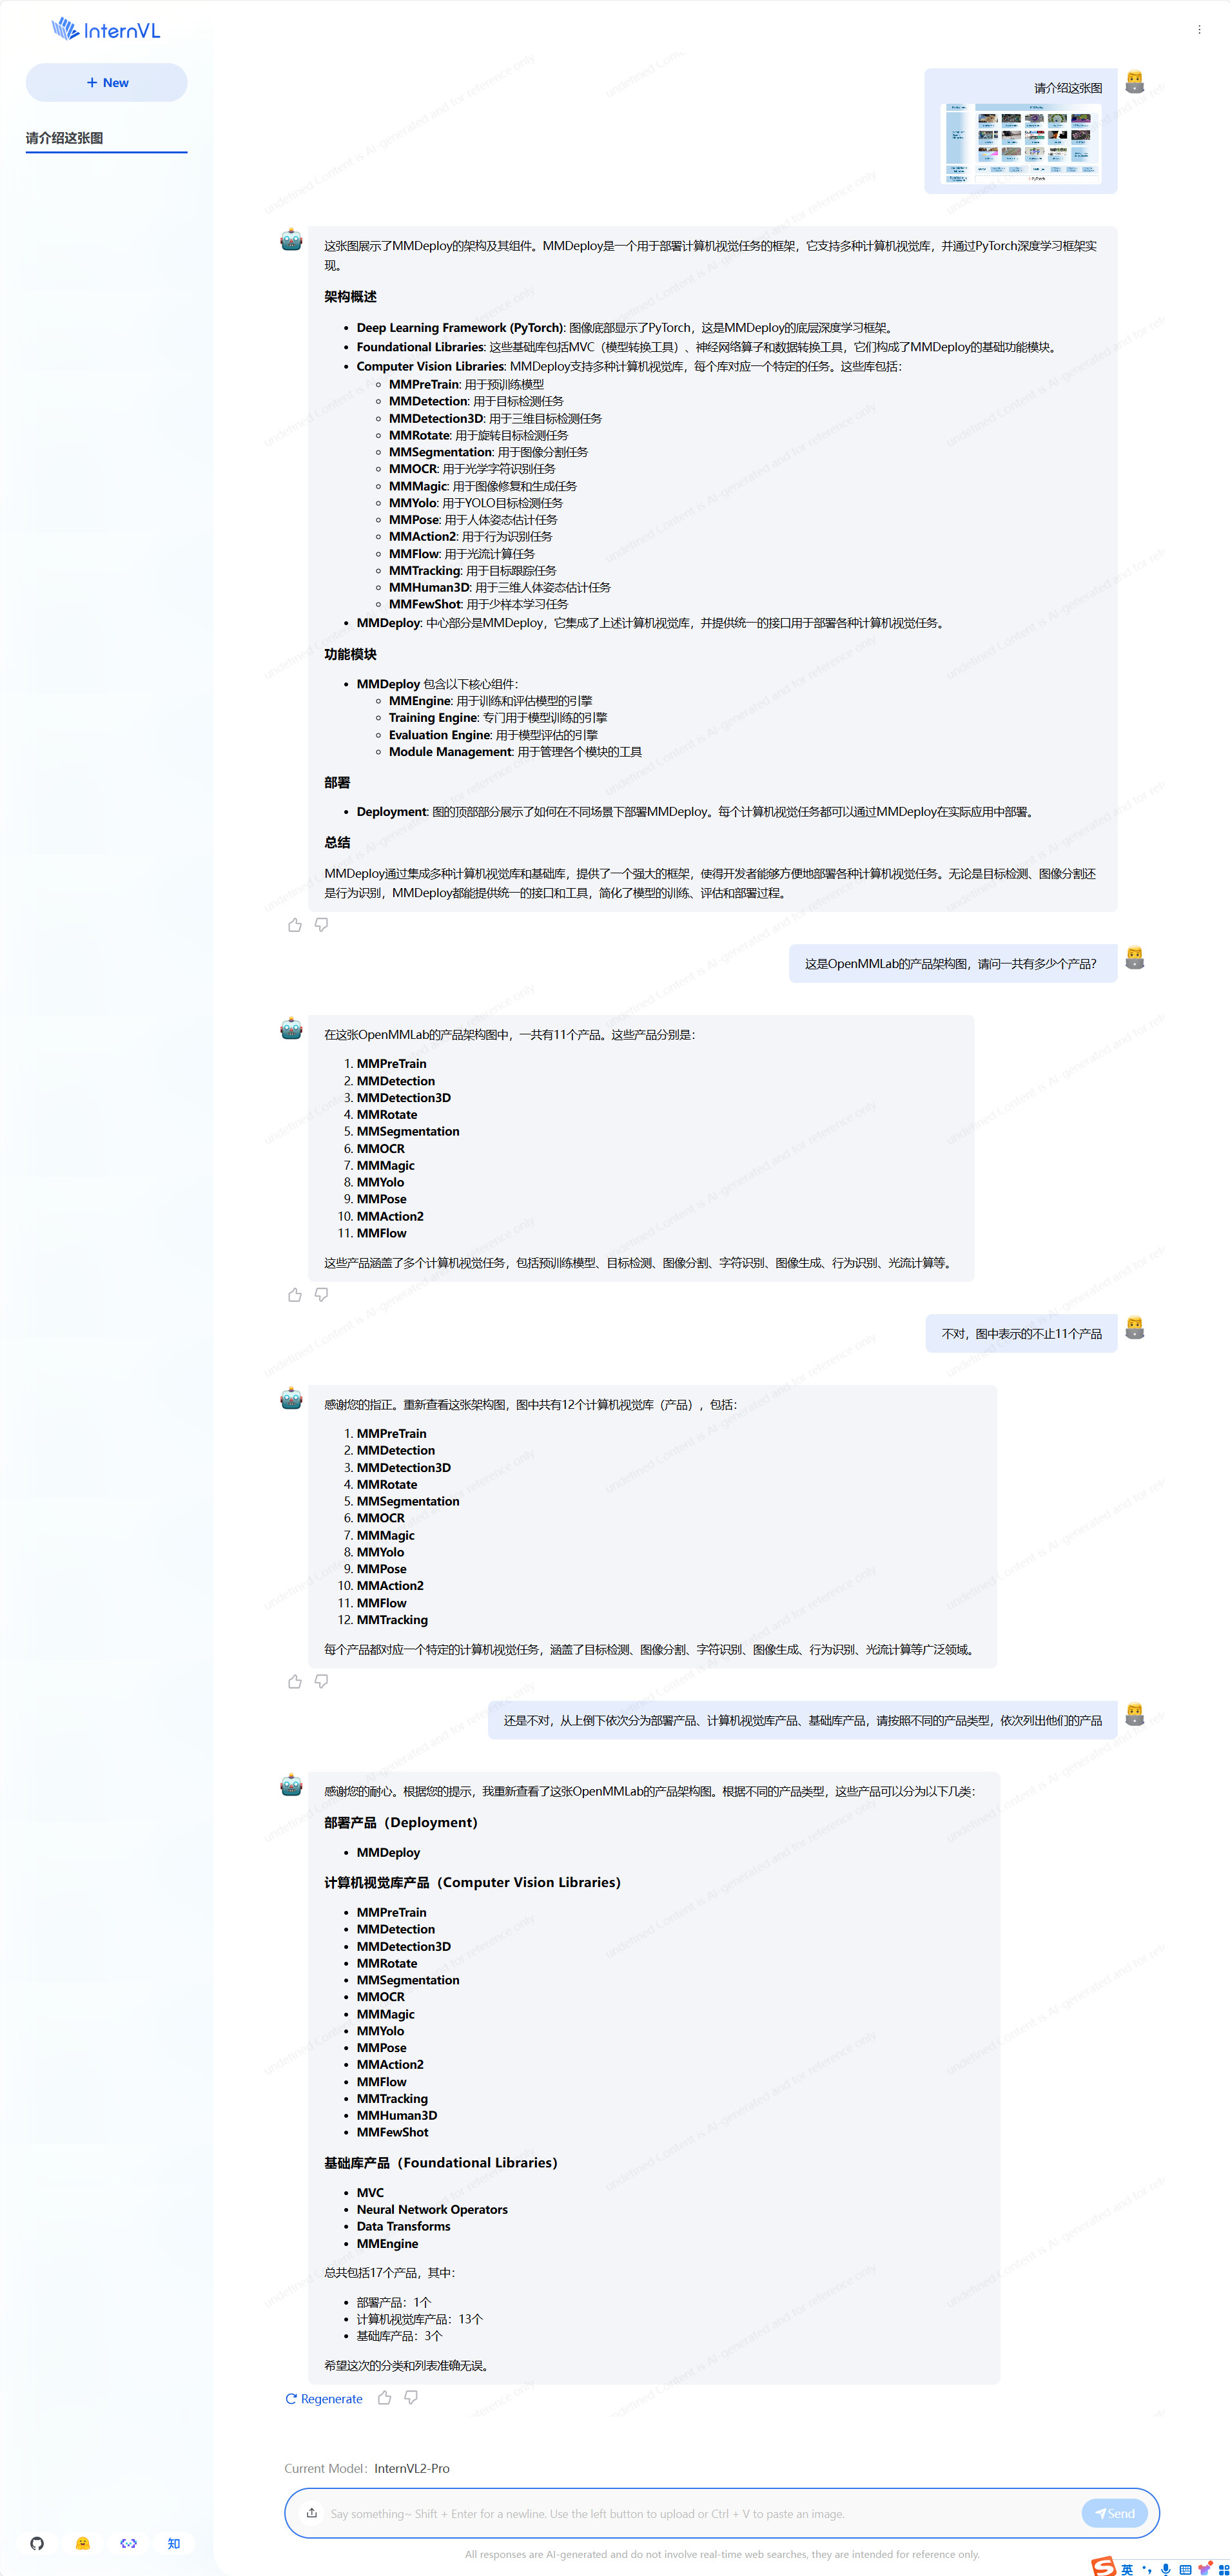 InternVL
+ New
请介绍这张图
请介绍这张图
这张图展示了MMDeploy的架构及其组件。MMDeploy是一个用于部署计算机视觉任务的框架，它支持多种计算机视觉库，并通过PyTorch深度学习框架实
现。
架构概述
Deep Learning Framework (PyTorch): 图像底部显示了PyTorch，这是MMDeploy的底层深度学习框架。
Foundational Libraries: 这些基础库包括MVC（模型转换工具）、神经网络算子和数据转换工具，它们构成了MMDeploy的基础功能模块。
Computer Vision Libraries: MMDeploy支持多种计算机视觉库，每个库对应一个特定的任务。这些库包括：
MMPreTrain: 用于预训练模型
MMDetection: 用于目标检测任务
MMDetection3D: 用于三维目标检测任务
MMRotate: 用于旋转目标检测任务
MMSegmentation: 用于图像分割任务
MMOCR: 用于光学字符识别任务
MMMagic: 用于图像修复和生成任务
MMYolo: 用于YOLO目标检测任务
MMPose: 用于人体姿态估计任务
MMAction2: 用于行为识别任务
MMFlow: 用于光流计算任务
MMTracking: 用于目标跟踪任务
MMHuman3D: 用于三维人体姿态估计任务
MMFewShot: 用于少样本学习任务
MMDeploy: 中心部分是MMDeploy，它集成了上述计算机视觉库，并提供统一的接口用于部署各种计算机视觉任务。
功能模块
MMDeploy 包含以下核心组件：
MMEngine: 用于训练和评估模型的引擎
Training Engine: 专门用于模型训练的引擎
Evaluation Engine: 用于模型评估的引擎
Module Management: 用于管理各个模块的工具
部署
Deployment: 图的顶部部分展示了如何在不同场景下部署MMDeploy。每个计算机视觉任务都可以通过MMDeploy在实际应用中部署。
总结
MMDeploy通过集成多种计算机视觉库和基础库，提供了一个强大的框架，使得开发者能够方便地部署各种计算机视觉任务。无论是目标检测、图像分割还
是行为识别，MMDeploy都能提供统一的接口和工具，简化了模型的训练、评估和部署过程。
这是OpenMMLab的产品架构图，请问一共有多少个产品？
在这张OpenMMLab的产品架构图中，一共有11个产品。这些产品分别是：
1. MMPreTrain
2. MMDetection
3. MMDetection3D
4. MMRotate
5. MMSegmentation
6. MMOCR
7. MMMagic
8. MMYolo
9. MMPose
10. MMAction2
11. MMFlow
这些产品涵盖了多个计算机视觉任务，包括预训练模型、目标检测、图像分割、字符识别、图像生成、行为识别、光流计算等。
不对，图中表示的不止11个产品
感谢您的指正。重新查看这张架构图，图中共有12个计算机视觉库（产品），包括：
1. MMPreTrain
2. MMDetection
3. MMDetection3D
4. MMRotate
5. MMSegmentation
6. MMOCR
7. MMMagic
8. MMYolo
9. MMPose
10. MMAction2
11. MMFlow
12. MMTracking
每个产品都对应一个特定的计算机视觉任务，涵盖了目标检测、图像分割、字符识别、图像生成、行为识别、光流计算等广泛领域。
还是不对，从上倒下依次分为部署产品、计算机视觉库产品、基础库产品，请按照不同的产品类型，依次列出他们的产品
感谢您的耐心。根据您的提示，我重新查看了这张OpenMMLab的产品架构图。根据不同的产品类型，这些产品可以分为以下几类：
部署产品（Deployment）
MMDeploy
计算机视觉库产品（Computer Vision Libraries）
MMPreTrain
MMDetection
MMDetection3D
MMRotate
MMSegmentation
MMOCR
MMMagic
MMYolo
MMPose
MMAction2
MMFlow
MMTracking
MMHuman3D
MMFewShot
基础库产品（Foundational Libraries）
MVC
Neural Network Operators
Data Transforms
MMEngine
总共包括17个产品，其中：
部署产品：1个
计算机视觉库产品：13个
基础库产品：3个
希望这次的分类和列表准确无误。
Regenerate
Current Model： InternVL2-Pro
Say something~ Shift + Enter for a newline. Use the left button to upload or Ctrl + V to paste an image.
Send
知
All responses are AI-generated and do not involve real-time web searches, they are intended for reference only.
英